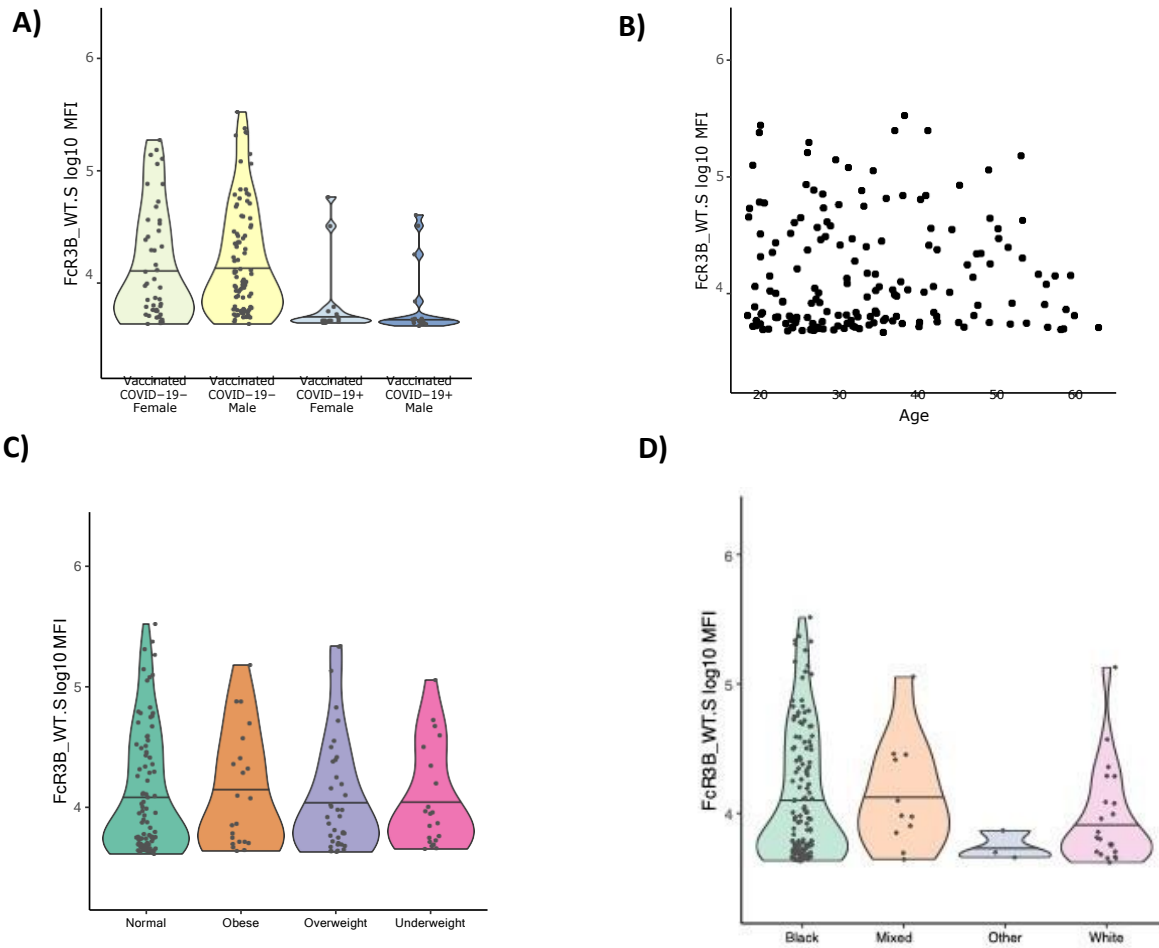 A)
FcR3B_WT.S log10 MFI
6
5
4
Vaccinated
COVID−19−
Female
Vaccinated
COVID−19−
Male
Vaccinated
COVID−19+
Female
Vaccinated
COVID−19+
Male
B)
FcR3B_WT.S log10 MFI
6
5
4
20 30 40 50 60
Age
C)
FcR3B_WT.S log10 MFI
6
5
4
Normal Obese Overweight Underweight
D)
FcR3B_WT.S log10 MFI
6
5
4
Black Mixed Other White